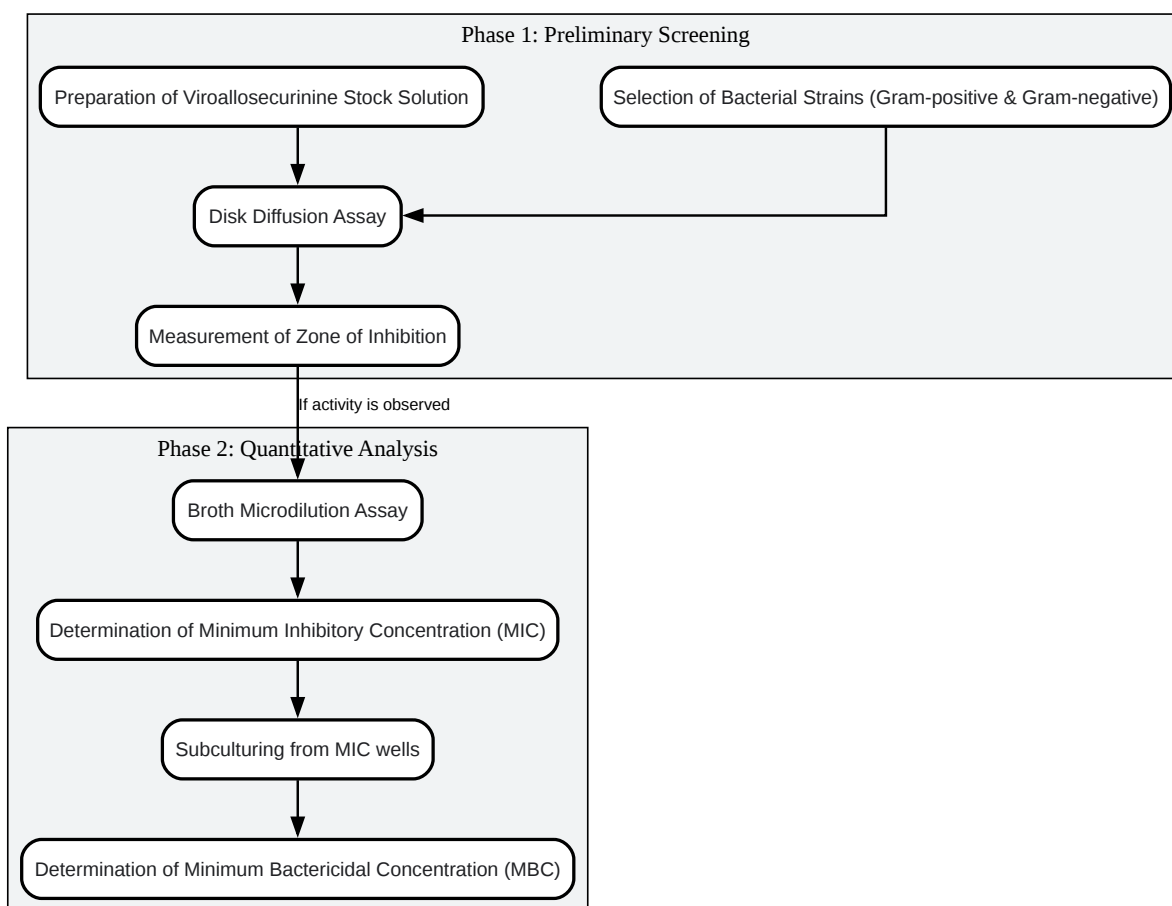 Phase 1: Preliminary Screening
Preparation of Viroallosecurinine Stock Solution
Selection of Bacterial Strains (Gram-positive & Gram-negative)
Disk Diffusion Assay
Measurement of Zone of Inhibition
If activity is observed
Phase 2: Quantitative Analysis
Broth Microdilution Assay
Determination of Minimum Inhibitory Concentration (MIC)
Subculturing from MIC wells
Determination of Minimum Bactericidal Concentration (MBC)